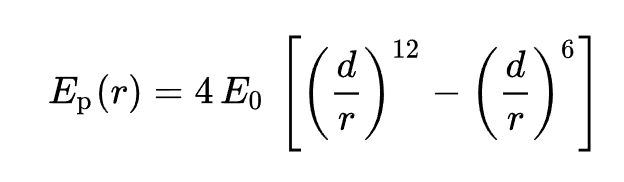 E_p(r) = 4 E_0 [(d/r)^12 − (d/r)^6]